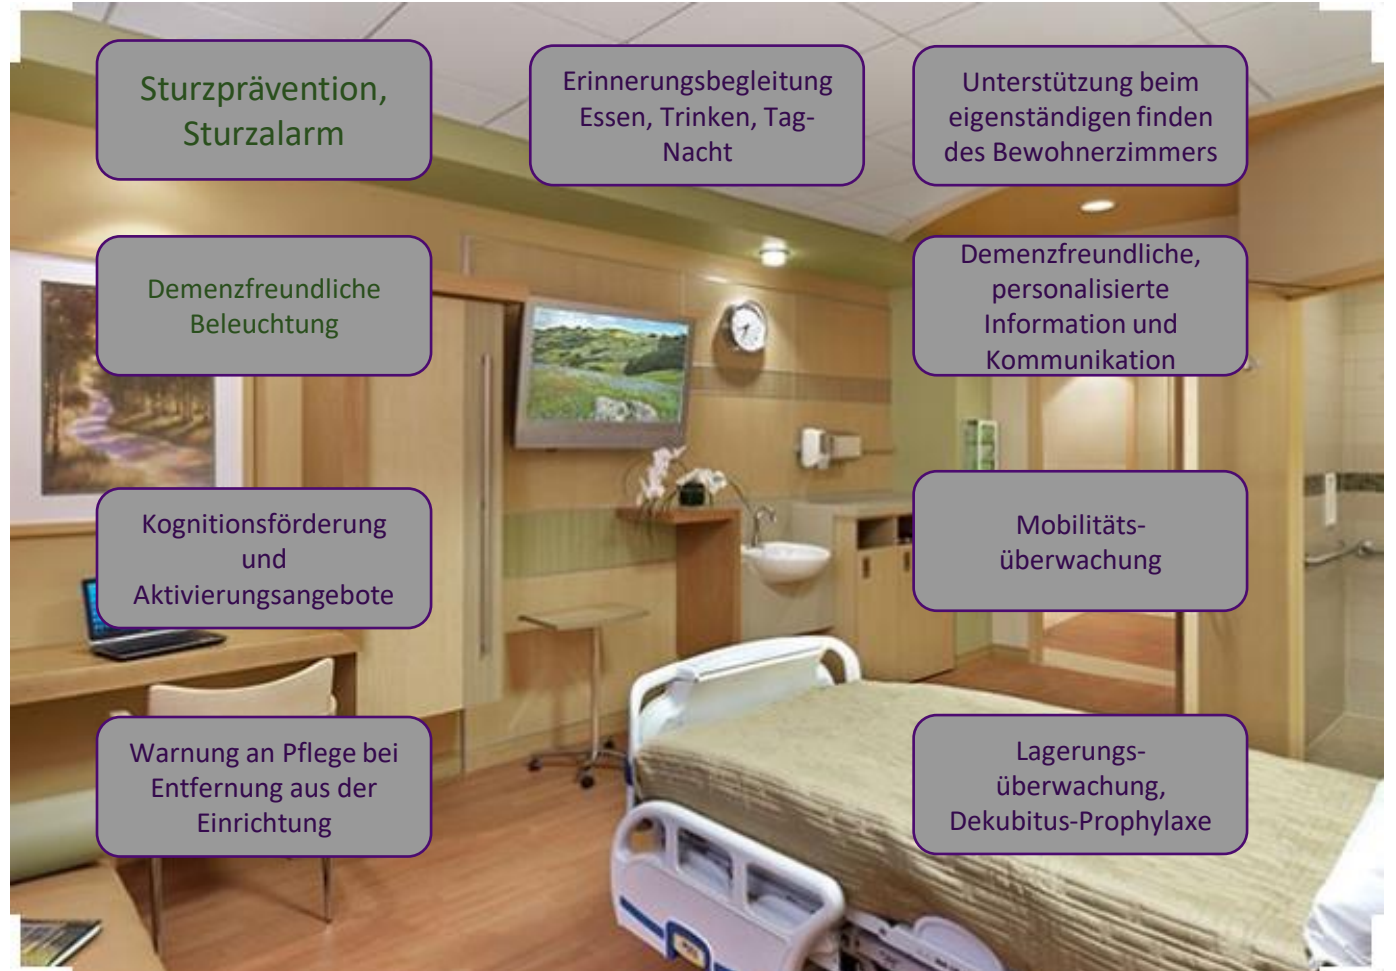 Sturzprävention,
Sturzalarm
Erinnerungsbegleitung
Essen, Trinken, Tag-
Nacht
Unterstützung beim
eigenständigen finden
des Bewohnerzimmers
Demenzfreundliche
Beleuchtung
Demenzfreundliche,
personalisierte
Information und
Kommunikation
Kognitionsförderung
und
Aktivierungsangebote
Mobilitäts-
überwachung
Warnung an Pflege bei
Entfernung aus der
Einrichtung
Lagerungs-
überwachung,
Dekubitus-Prophylaxe